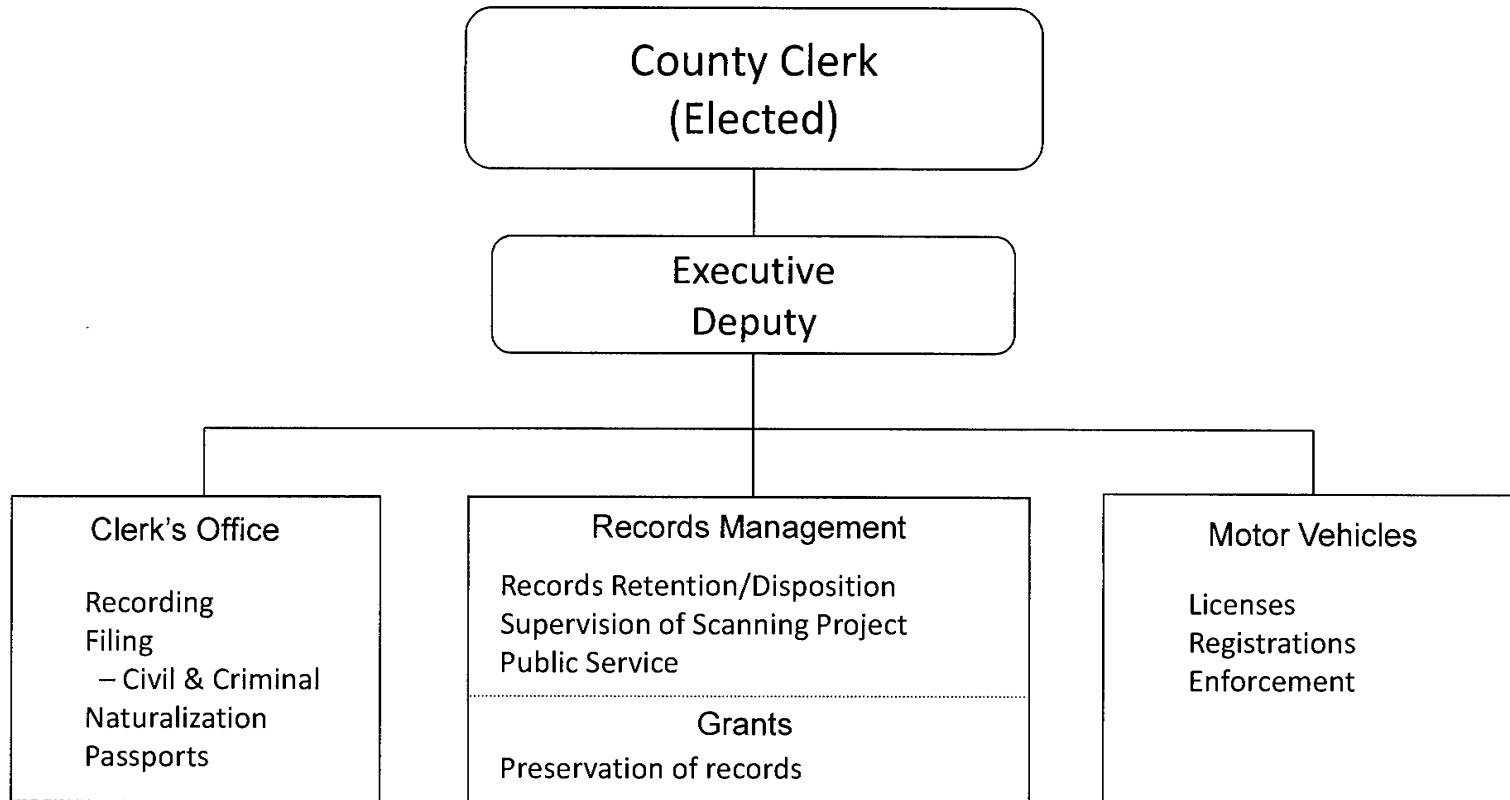 County Clerk
(Elected)
Executive
Deputy
Clerk's Office
Recording
Filing
– Civil & Criminal
Naturalization
Passports
Records Management
Records Retention/Disposition
Supervision of Scanning Project
Public Service
Grants
Preservation of records
Motor Vehicles
Licenses
Registrations
Enforcement